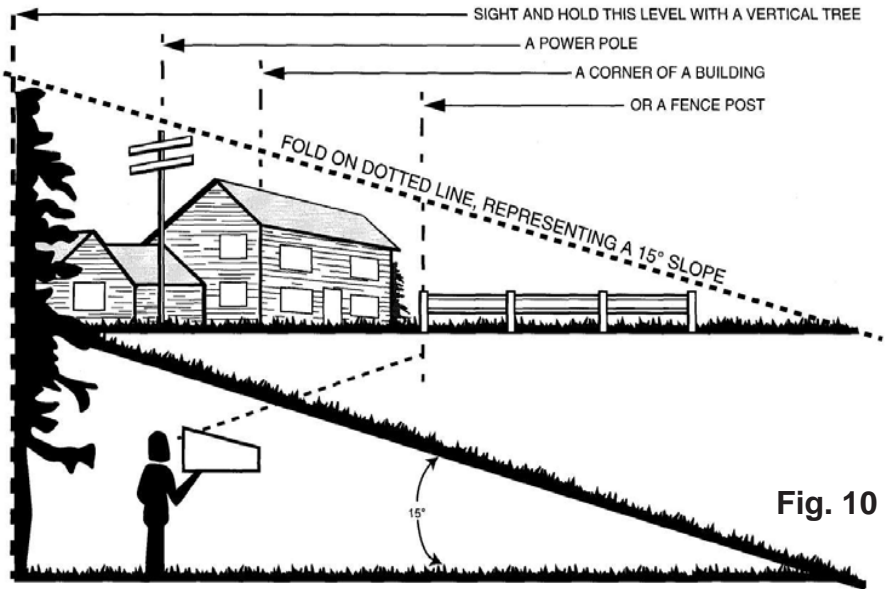 SIGHT AND HOLD THIS LEVEL WITH A VERTICAL TREE
A POWER POLE
A CORNER OF A BUILDING
OR A FENCE POST
FOLD ON DOTTED LINE, REPRESENTING A 15° SLOPE
15°
Fig. 10